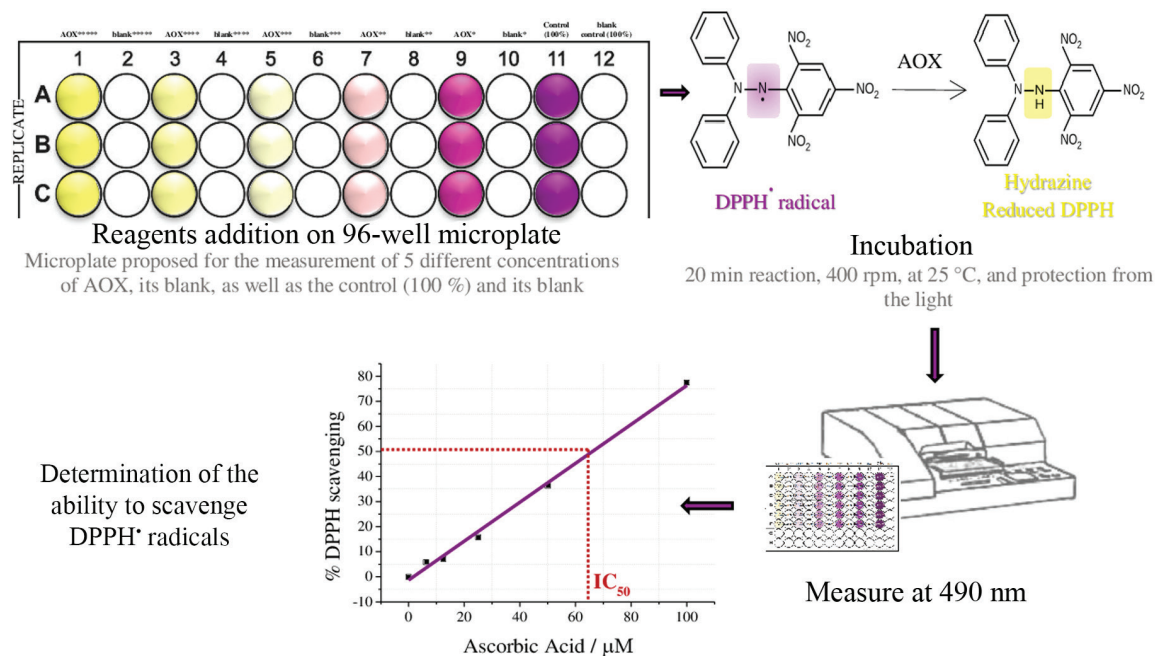 AOX***** blank***** AOX**** blank**** AOX*** blank*** AOX** blank** AOX* blank* Control (100%) blank control (100%)
1 2 3 4 5 6 7 8 9 10 11 12
REPLICATE
A
B
C
Reagents addition on 96-well microplate
Microplate proposed for the measurement of 5 different concentrations
of AOX, its blank, as well as the control (100 %) and its blank
NO₂
N N
•
NO₂
NO₂
DPPH• radical
AOX
NO₂
N N
H
NO₂
NO₂
Hydrazine
Reduced DPPH
Incubation
20 min reaction, 400 rpm, at 25 °C, and protection from
the light
Measure at 490 nm
% DPPH scavenging
80
70
60
50
40
30
20
10
0
-10
IC₅₀
0 20 40 60 80 100
Ascorbic Acid / μM
Determination of the
ability to scavenge
DPPH• radicals